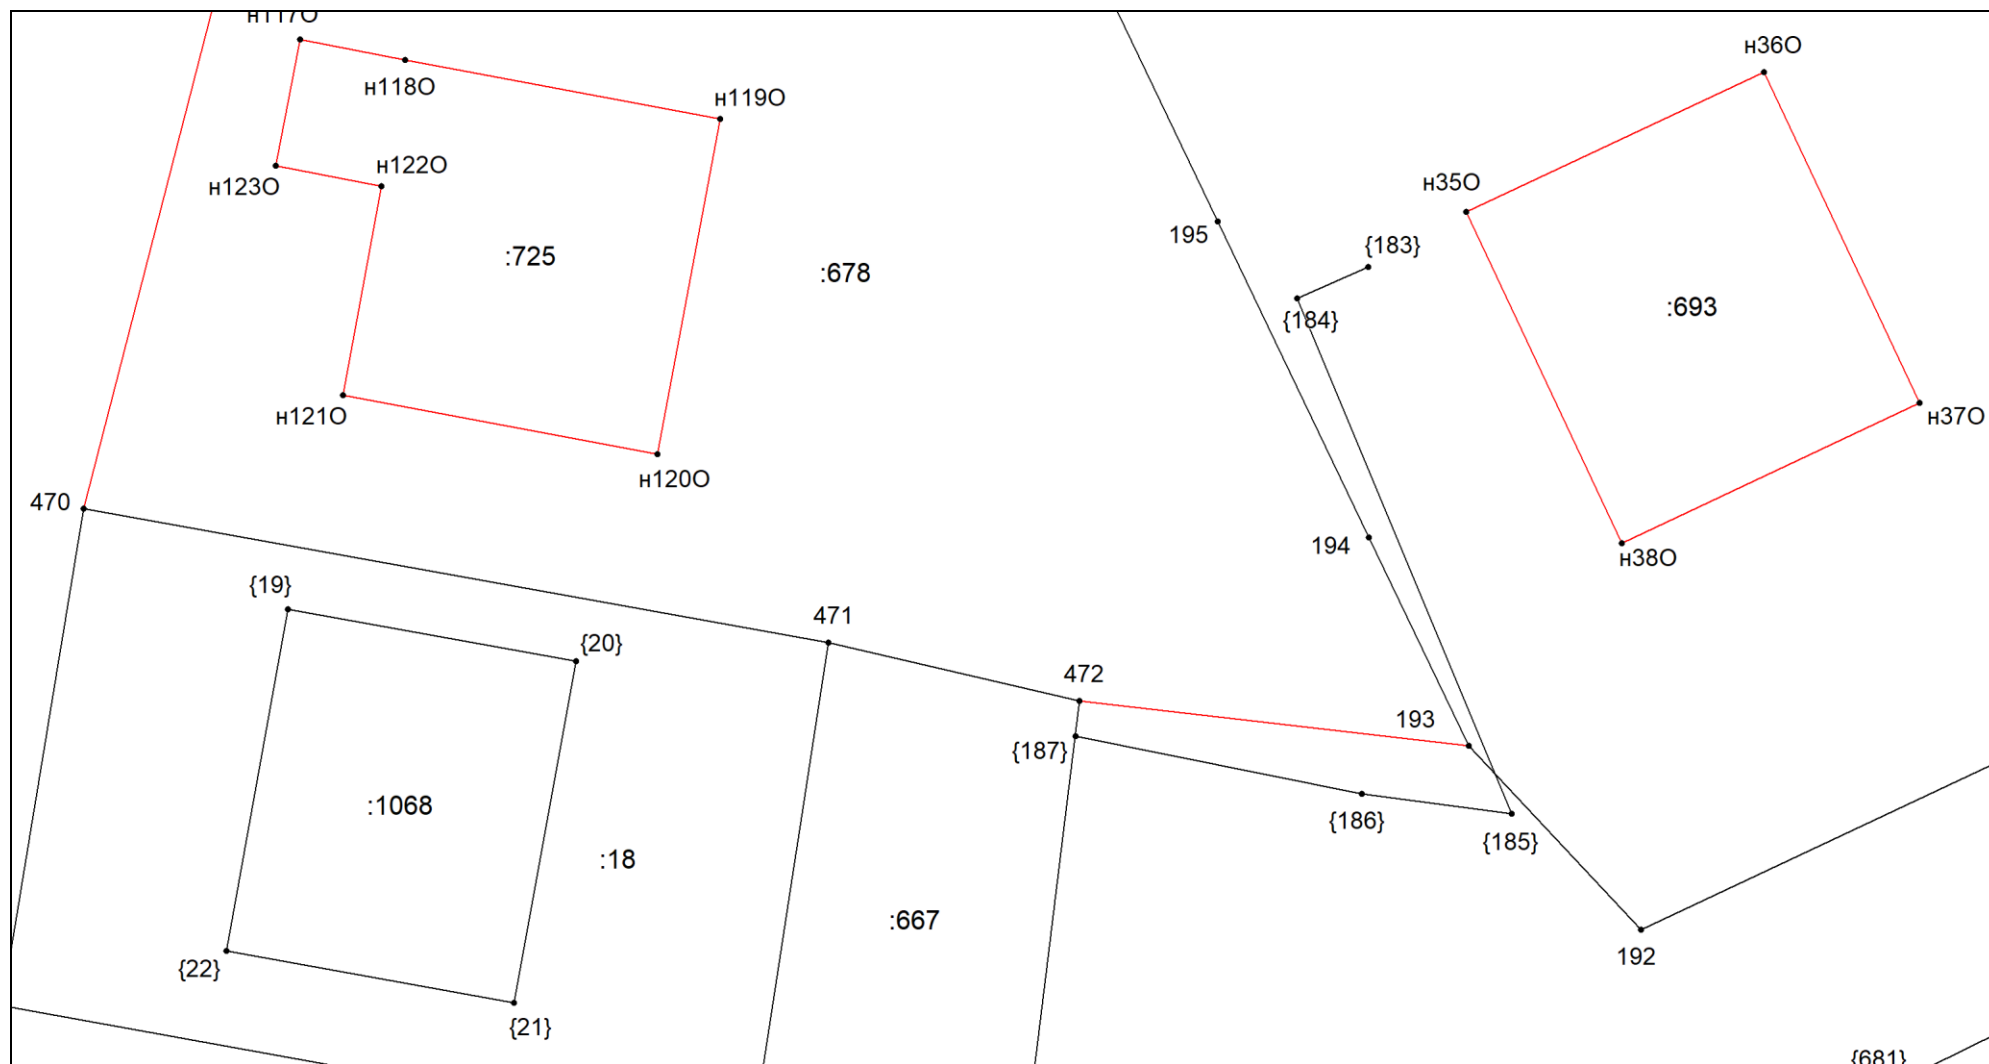 н117О
н36О
н118О
н119О
н122О
н123О
н35О
195
{183}
:725
:678
:693
{184}
н121О
н37О
н120О
470
194
н38О
{19}
471
{20}
472
193
{187}
:1068
{186}
{185}
:18
:667
192
{22}
{21}
{681}